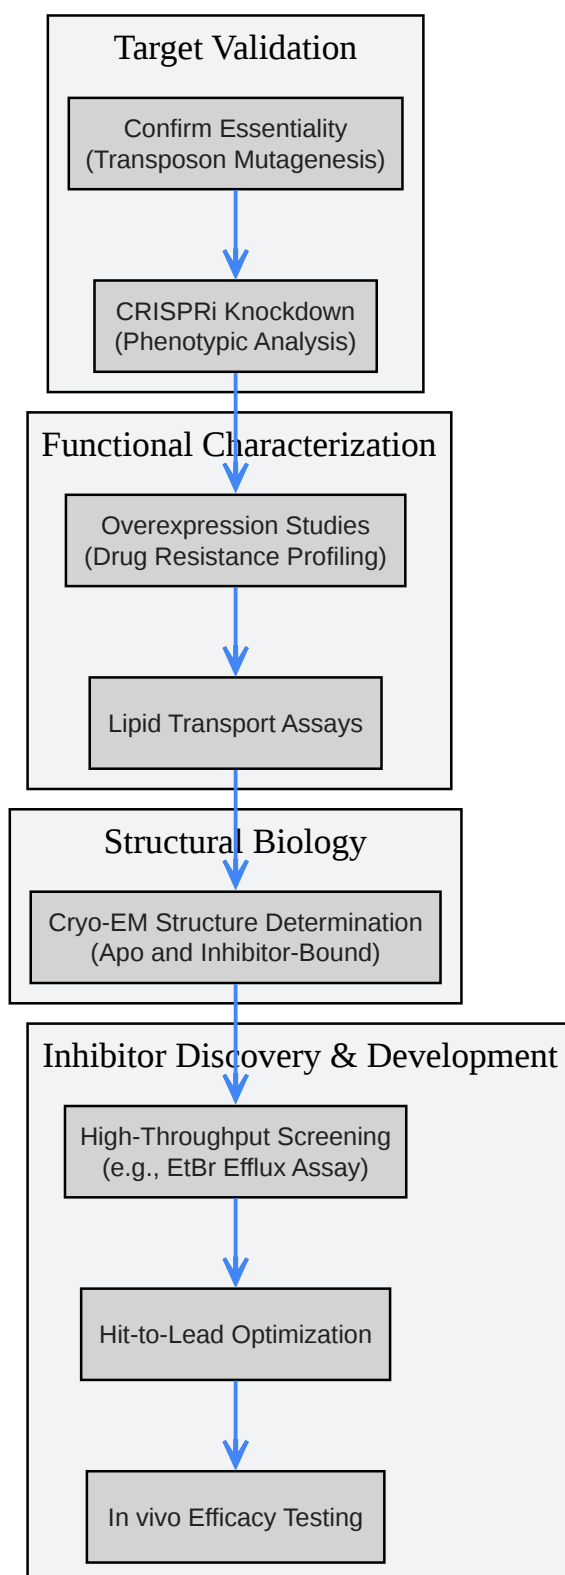 Target Validation
Confirm Essentiality
(Transposon Mutagenesis)
CRISPRi Knockdown
(Phenotypic Analysis)
Functional Characterization
Overexpression Studies
(Drug Resistance Profiling)
Lipid Transport Assays
Structural Biology
Cryo-EM Structure Determination
(Apo and Inhibitor-Bound)
Inhibitor Discovery & Development
High-Throughput Screening
(e.g., EtBr Efflux Assay)
Hit-to-Lead Optimization
In vivo Efficacy Testing